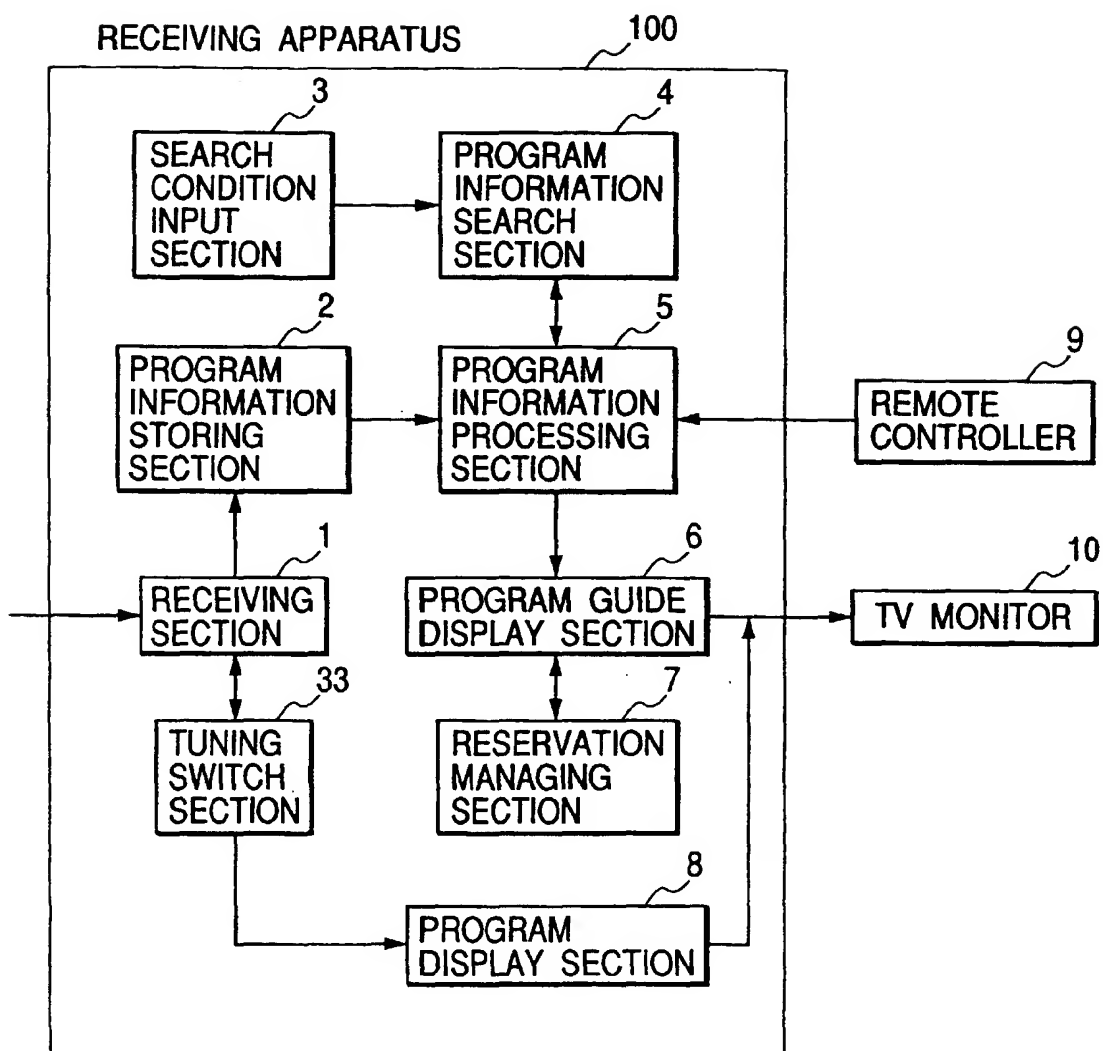 RECEIVING APPARATUS
100
3
SEARCH
CONDITION
INPUT
SECTION
4
PROGRAM
INFORMATION
SEARCH
SECTION
2
PROGRAM
INFORMATION
STORING
SECTION
5
PROGRAM
INFORMATION
PROCESSING
SECTION
9
REMOTE
CONTROLLER
1
RECEIVING
SECTION
6
PROGRAM GUIDE
DISPLAY SECTION
10
TV MONITOR
33
TUNING
SWITCH
SECTION
7
RESERVATION
MANAGING
SECTION
8
PROGRAM
DISPLAY SECTION